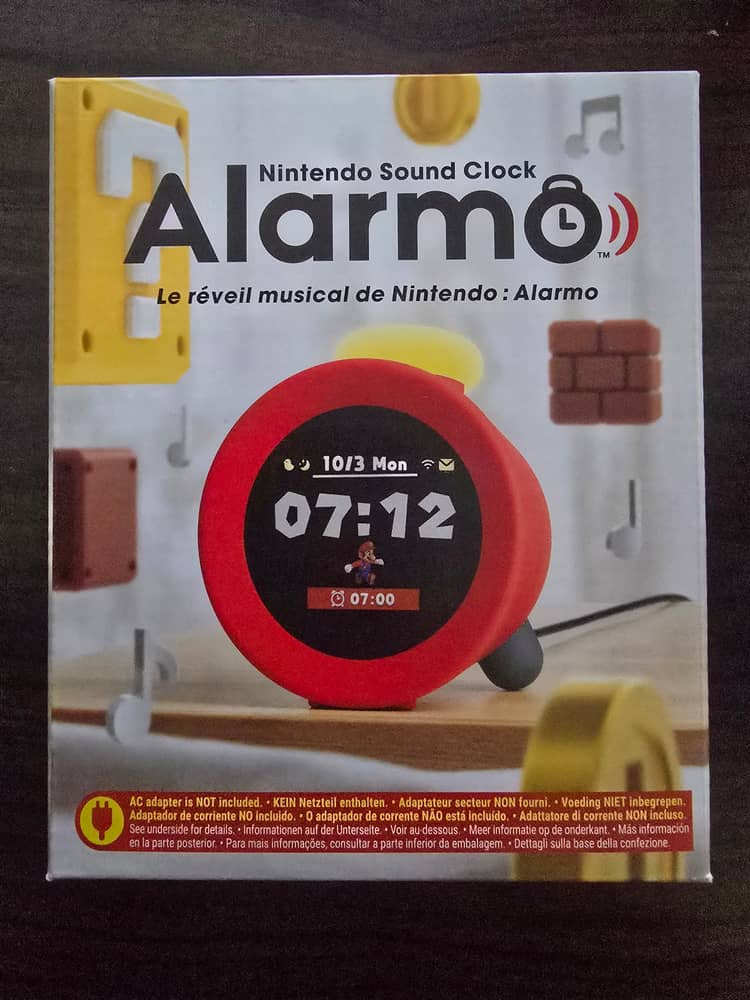 Nintendo Sound Clock
Alarmo™
Le réveil musical de Nintendo : Alarmo
10/3 Mon
07:12
07:00
AC adapter is NOT included. • KEIN Netzteil enthalten. • Adaptateur secteur NON fourni. • Voeding NIET inbegrepen.
Adaptador de corriente NO incluido. • O adaptador de corrente NÃO está incluído. • Adattatore di corrente NON incluso.
See underside for details. • Informationen auf der Unterseite. • Voir au-dessous. • Meer informatie op de onderkant. • Más información
en la parte posterior. • Para mais informações, consultar a parte inferior da embalagem. • Dettagli sulla base della confezione.